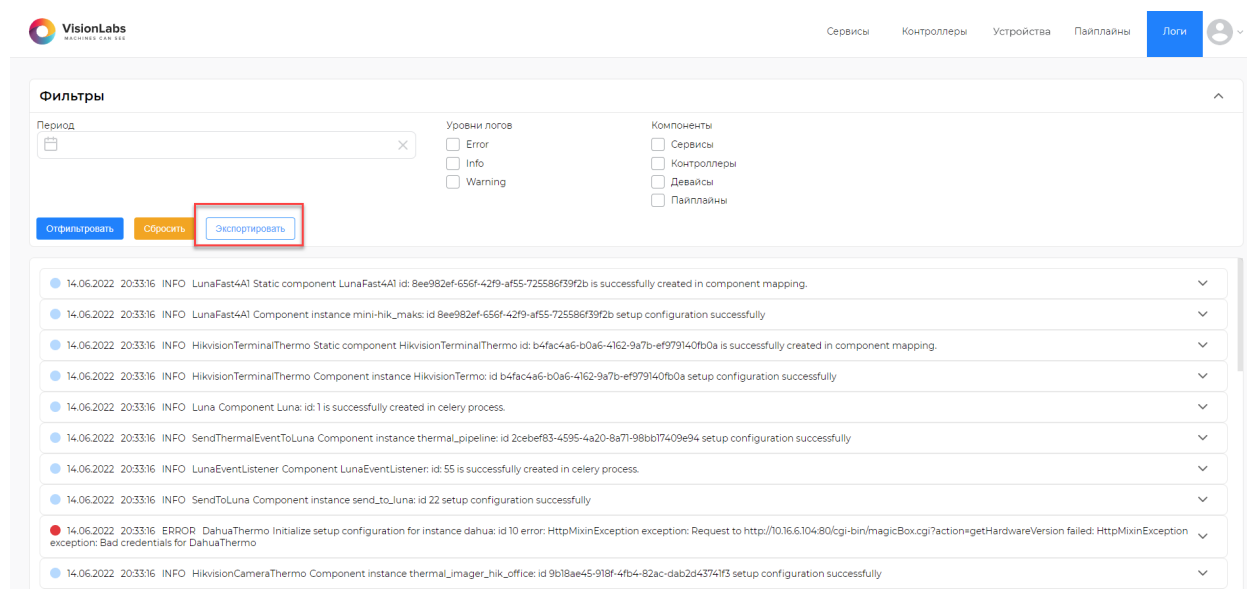 VisionLabs
MACHINES CAN SEE
Сервисы Контроллеры Устройства Пайплайны Логи
Фильтры
Период Уровни логов Компоненты
Error Сервисы
Info Контроллеры
Warning Девайсы
Пайплайны
Отфильтровать Сбросить Экспортировать
14.06.2022 20:33:16 INFO LunaFast4A1 Static component LunaFast4A1 id: 8ee982ef-656f-42f9-af55-725586f39f2b is successfully created in component mapping.
14.06.2022 20:33:16 INFO LunaFast4A1 Component instance mini-hik_maks: id 8ee982ef-656f-42f9-af55-725586f39f2b setup configuration successfully
14.06.2022 20:33:16 INFO HikvisionTerminalThermo Static component HikvisionTerminalThermo id: b4fac4a6-b0a6-4162-9a7b-ef979140fb0a is successfully created in component mapping.
14.06.2022 20:33:16 INFO HikvisionTerminalThermo Component instance HikvisionTermo: id b4fac4a6-b0a6-4162-9a7b-ef979140fb0a setup configuration successfully
14.06.2022 20:33:16 INFO Luna Component Luna: id: 1 is successfully created in celery process.
14.06.2022 20:33:16 INFO SendThermalEventToLuna Component instance thermal_pipeline: id 2cebef83-4595-4a20-8a71-98bb17409e94 setup configuration successfully
14.06.2022 20:33:16 INFO LunaEventListener Component LunaEventListener: id: 55 is successfully created in celery process.
14.06.2022 20:33:16 INFO SendToLuna Component instance send_to_luna: id 22 setup configuration successfully
14.06.2022 20:33:16 ERROR DahuaThermo Initialize setup configuration for instance dahua: id 10 error: HttpMixinException exception: Request to http://10.16.6.104:80/cgi-bin/magicBox.cgi?action=getHardwareVersion failed: HttpMixinException
exception: Bad credentials for DahuaThermo
14.06.2022 20:33:16 INFO HikvisionCameraThermo Component instance thermal_imager_hik_office: id 9b18ae45-918f-4fb4-82ac-dab2d43741f3 setup configuration successfully